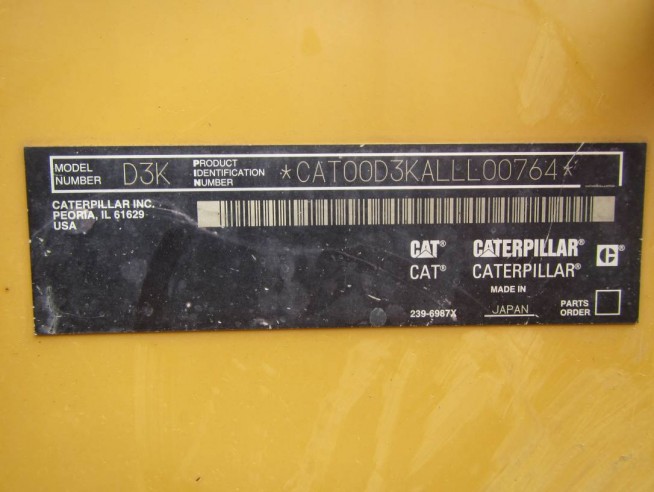 MODEL NUMBER D3K PRODUCT IDENTIFICATION NUMBER *CAT00D3KALLL00764*
CATERPILLAR INC.
PEORIA, IL 61629
USA
CAT® CATERPILLAR® C®
CAT® CATERPILLAR®
MADE IN
239-6987X JAPAN PARTS ORDER